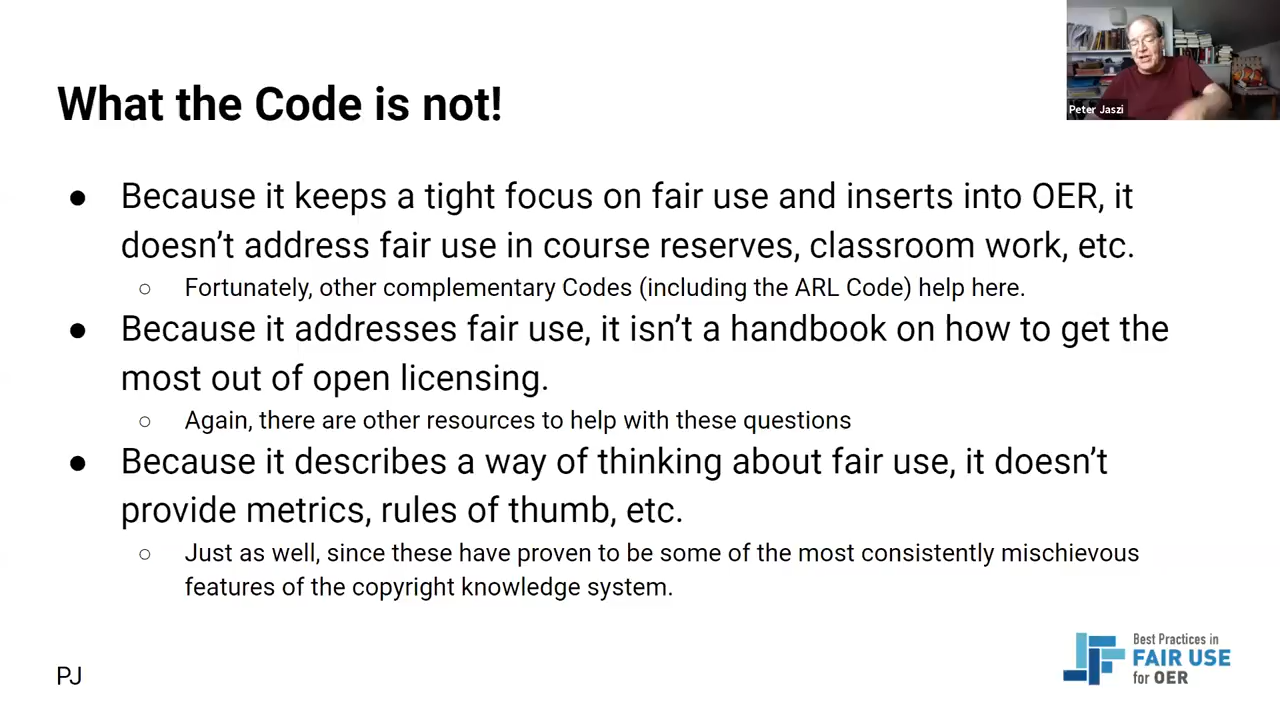 What the Code is not!
Peter Jaszi
● Because it keeps a tight focus on fair use and inserts into OER, it
doesn’t address fair use in course reserves, classroom work, etc.
○ Fortunately, other complementary Codes (including the ARL Code) help here.
● Because it addresses fair use, it isn’t a handbook on how to get the
most out of open licensing.
○ Again, there are other resources to help with these questions
● Because it describes a way of thinking about fair use, it doesn’t
provide metrics, rules of thumb, etc.
○ Just as well, since these have proven to be some of the most consistently mischievous
features of the copyright knowledge system.
PJ
Best Practices in
FAIR USE
for OER